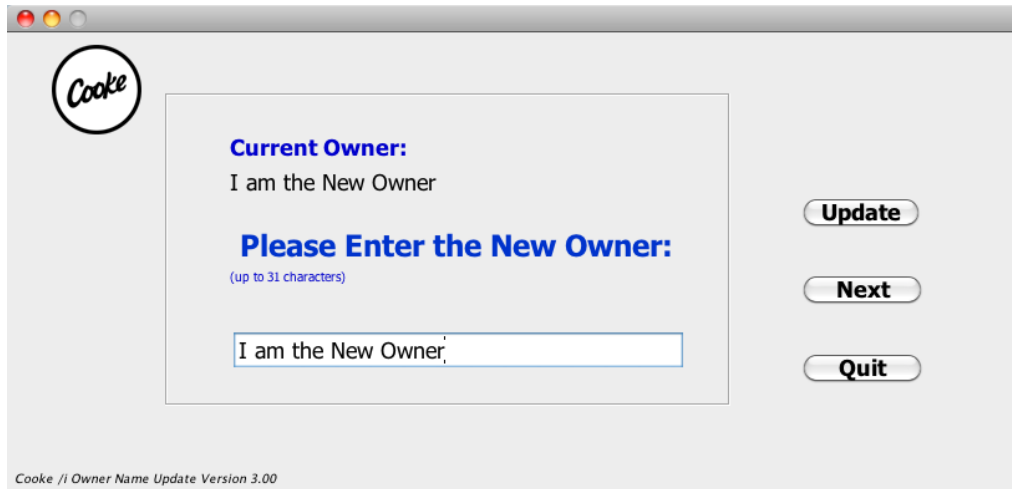 Cooke
Current Owner:
I am the New Owner
Update
Please Enter the New Owner:
(up to 31 characters)
Next
I am the New Owner
Quit
Cooke /i Owner Name Update Version 3.00